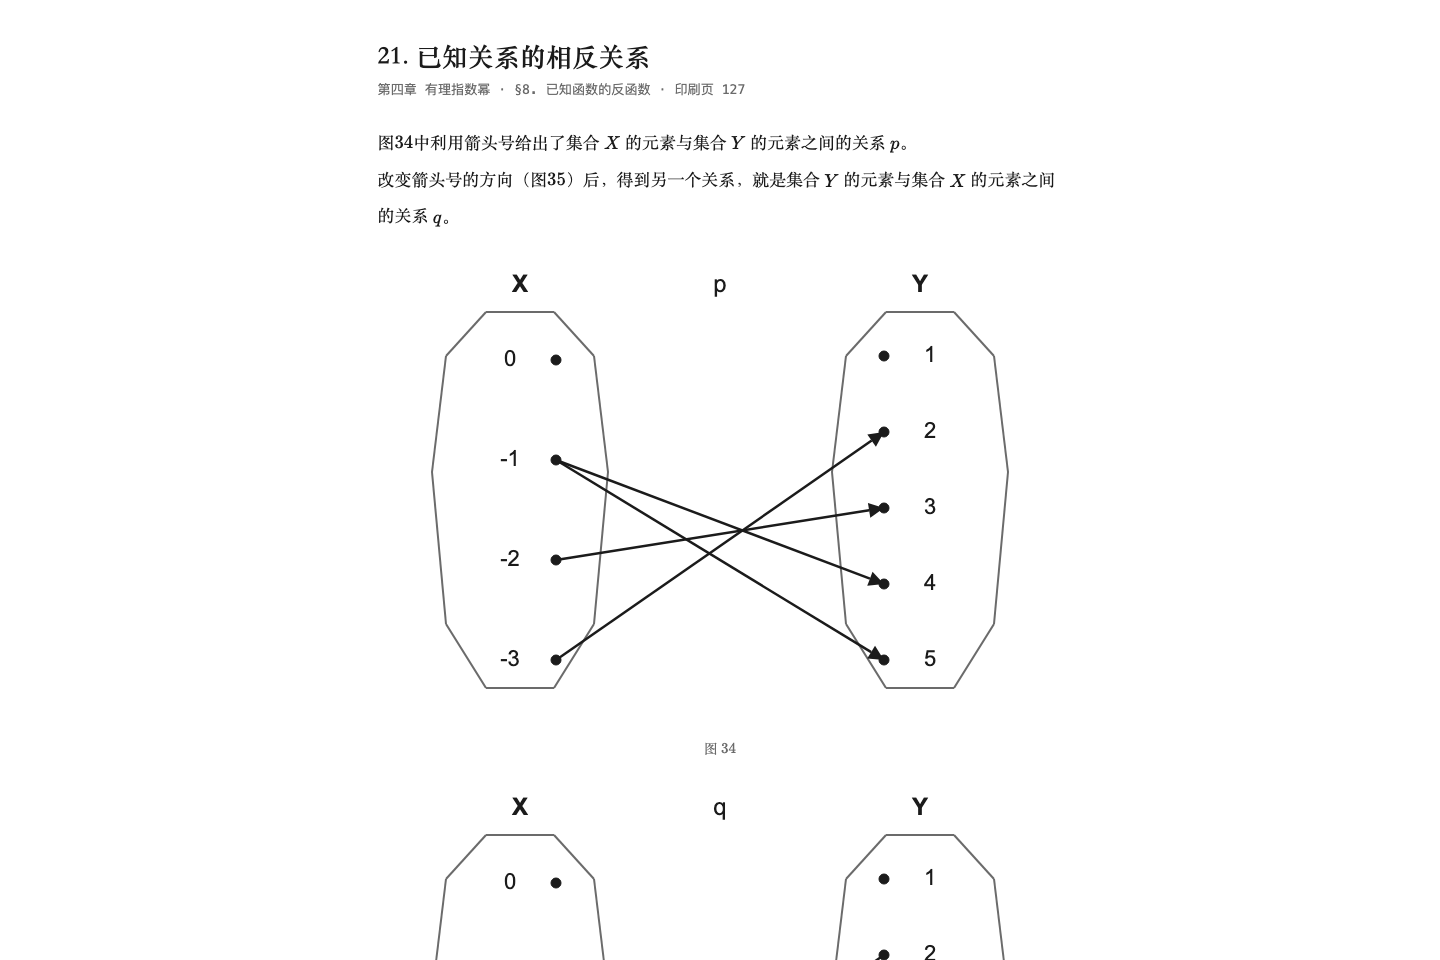 21. 已知关系的相反关系
第四章 有理指数幂 · §8. 已知函数的反函数 · 印刷页 127
图34中利用箭头号给出了集合 X 的元素与集合 Y 的元素之间的关系 p。
改变箭头号的方向（图35）后，得到另一个关系，就是集合 Y 的元素与集合 X 的元素之间
的关系 q。
X p Y
0 1
2
-1
3
-2
4
-3 5
图 34
X q Y
0 1
2